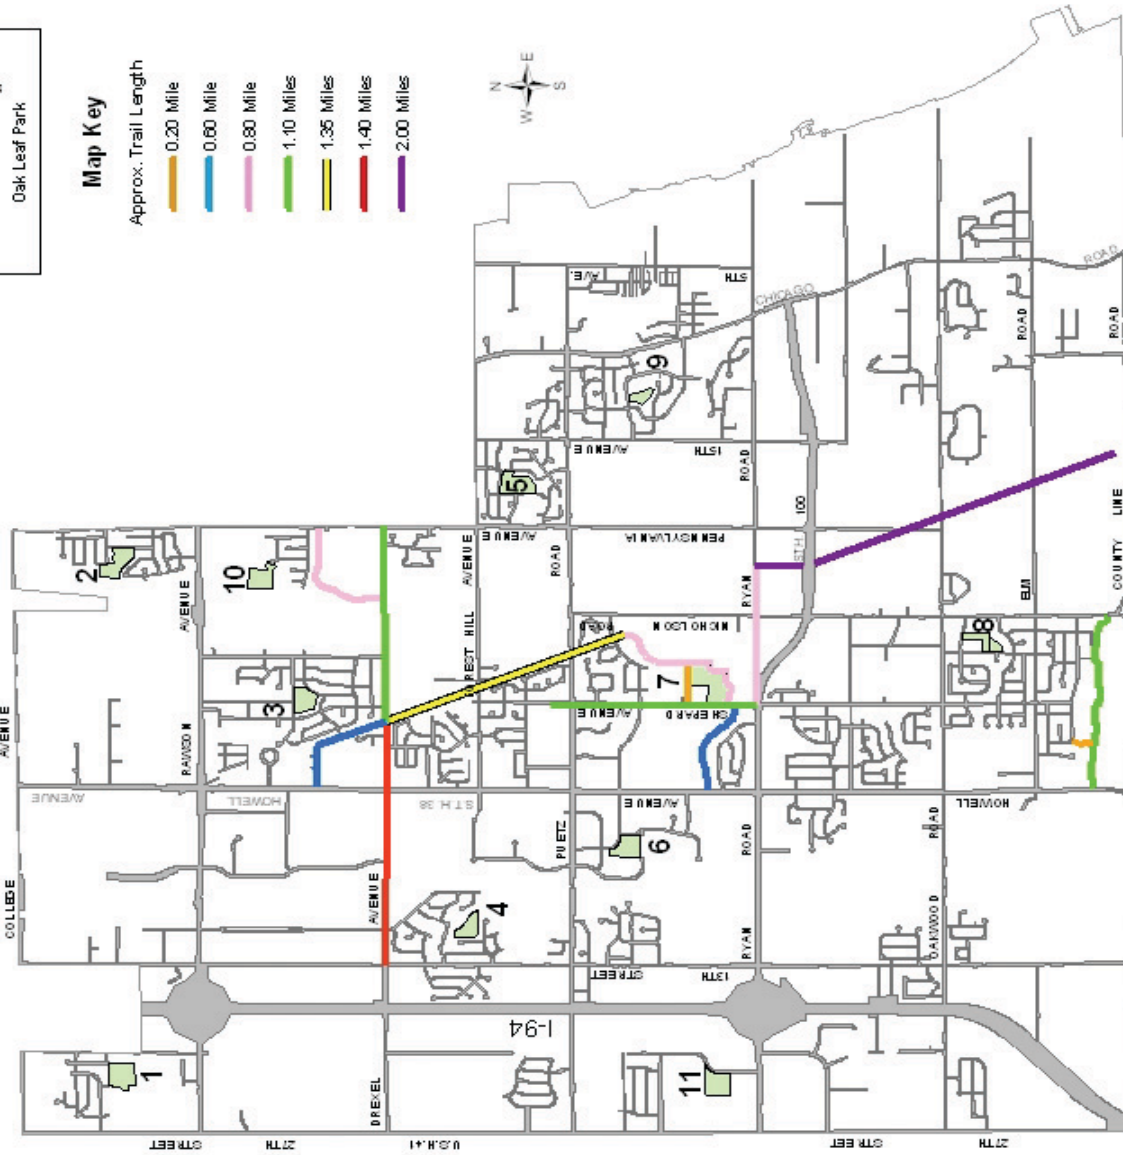 Oak Leaf Park
Map Key
Approx. Trail Length
0.20 Mile
0.60 Mile
0.80 Mile
1.10 Miles
1.35 Miles
1.40 Miles
2.00 Miles
N
W E
S
COLLEGE
AVENUE
AVENUE
HOWELL
RAWSON
AVENUE
AVENUE
DREXEL
AVENUE
S.T.H. 38
FOREST HILL
AVENUE
PUETZ
ROAD
AVENUE
PENNSYLVANIA
NICHOLSON
ROAD
SHEPARD
AVENUE
AVENUE
HOWELL
AVENUE
15TH
5TH
AVE.
CHICAGO
ROAD
RYAN
ROAD
RYAN
ROAD
STH 100
OAKWOOD
ROAD
ELM
ROAD
COUNTY LINE
ROAD
13TH
STREET
I-94
27TH
STREET
U.S.H. 41
27TH
STREET
1
2
3
4
5
6
7
8
9
10
11